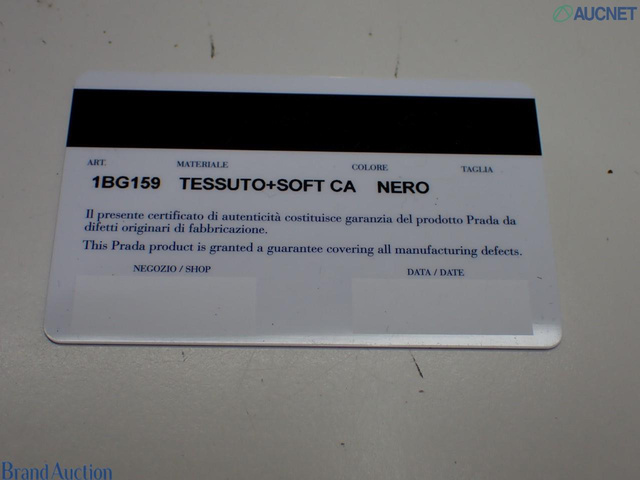 AUCNET
ART. MATERIALE COLORE TAGLIA
1BG159 TESSUTO+SOFT CA NERO
Il presente certificato di autenticità costituisce garanzia del prodotto Prada da
difetti originari di fabbricazione.
This Prada product is granted a guarantee covering all manufacturing defects.
NEGOZIO / SHOP DATA / DATE
BrandAuction